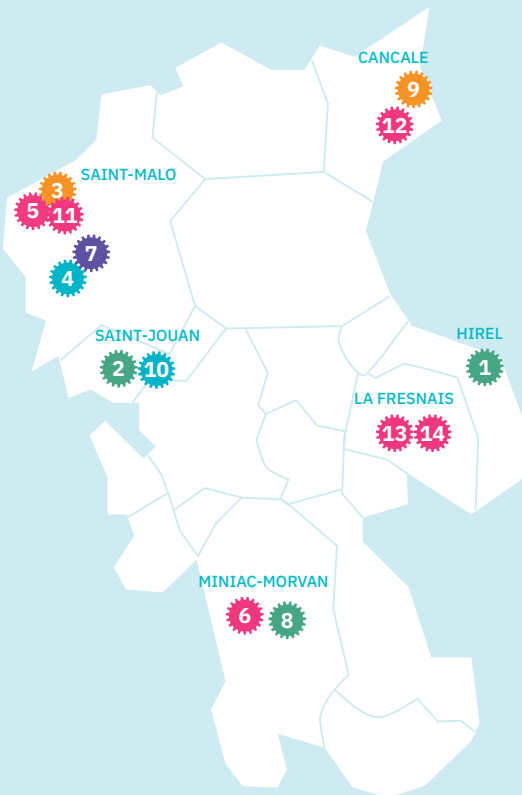 CANCALE
9
12
SAINT-MALO
3
5
11
7
4
SAINT-JOUAN
2
10
HIREL
1
LA FRESNAIS
13
14
MINIAC-MORVAN
6
8